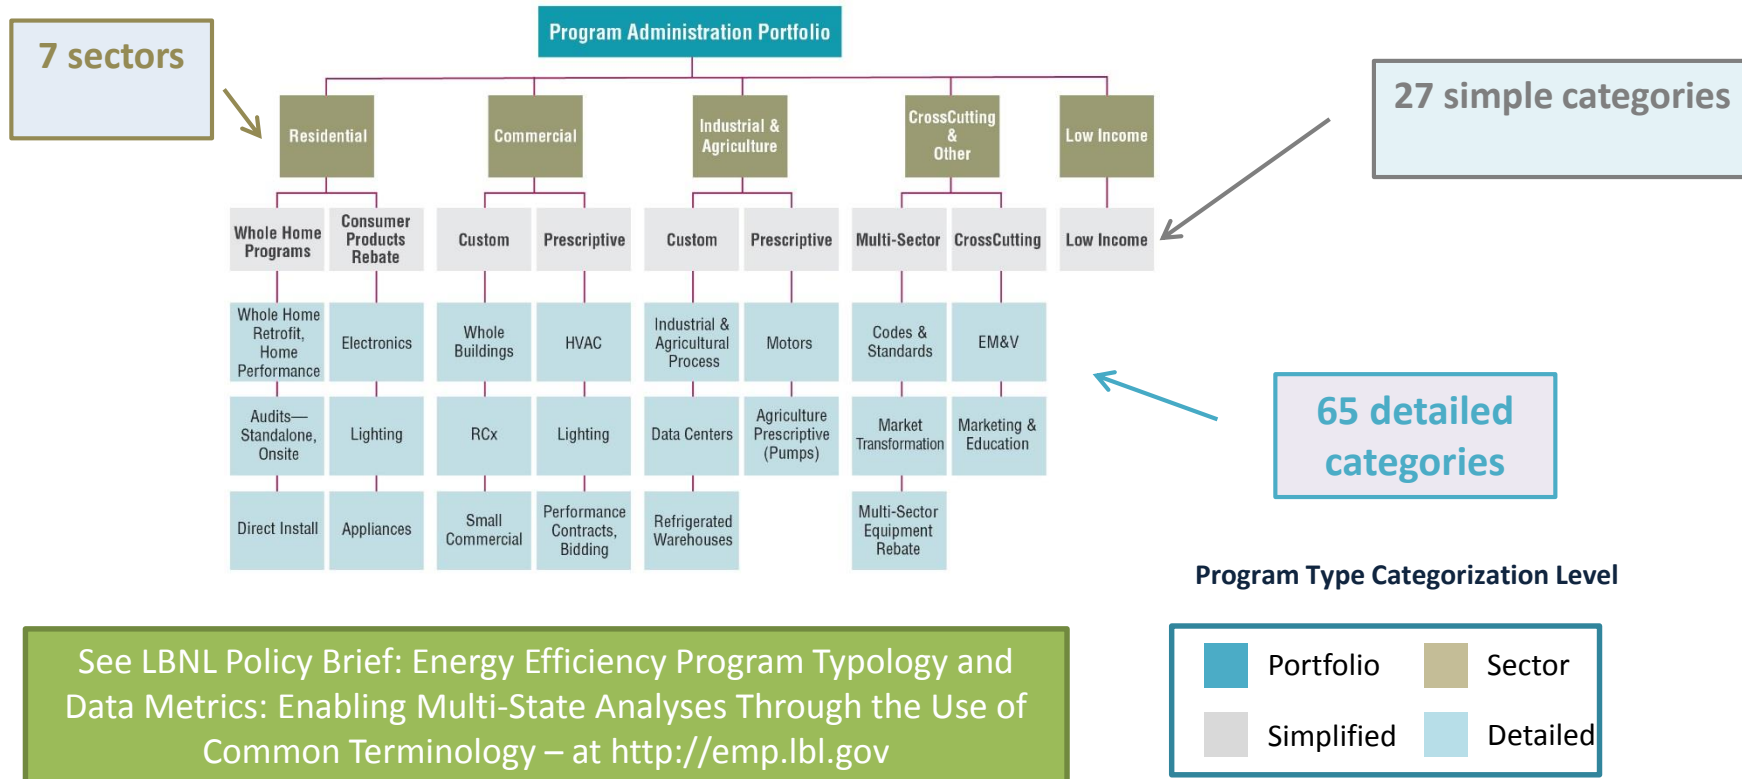 Program Administration Portfolio
7 sectors
27 simple categories
Residential
Commercial
Industrial &
Agriculture
CrossCutting
&
Other
Low Income
Whole Home
Programs
Consumer
Products
Rebate
Custom
Prescriptive
Custom
Prescriptive
Multi-Sector
CrossCutting
Low Income
Whole Home
Retrofit,
Home
Performance
Electronics
Whole
Buildings
HVAC
Industrial &
Agricultural
Process
Motors
Codes &
Standards
EM&V
65 detailed
categories
Audits—
Standalone,
Onsite
Lighting
RCx
Lighting
Data Centers
Agriculture
Prescriptive
(Pumps)
Market
Transformation
Marketing &
Education
Direct Install
Appliances
Small
Commercial
Performance
Contracts,
Bidding
Refrigerated
Warehouses
Multi-Sector
Equipment
Rebate
Program Type Categorization Level
Portfolio
Sector
Simplified
Detailed
See LBNL Policy Brief: Energy Efficiency Program Typology and
Data Metrics: Enabling Multi-State Analyses Through the Use of
Common Terminology – at http://emp.lbl.gov